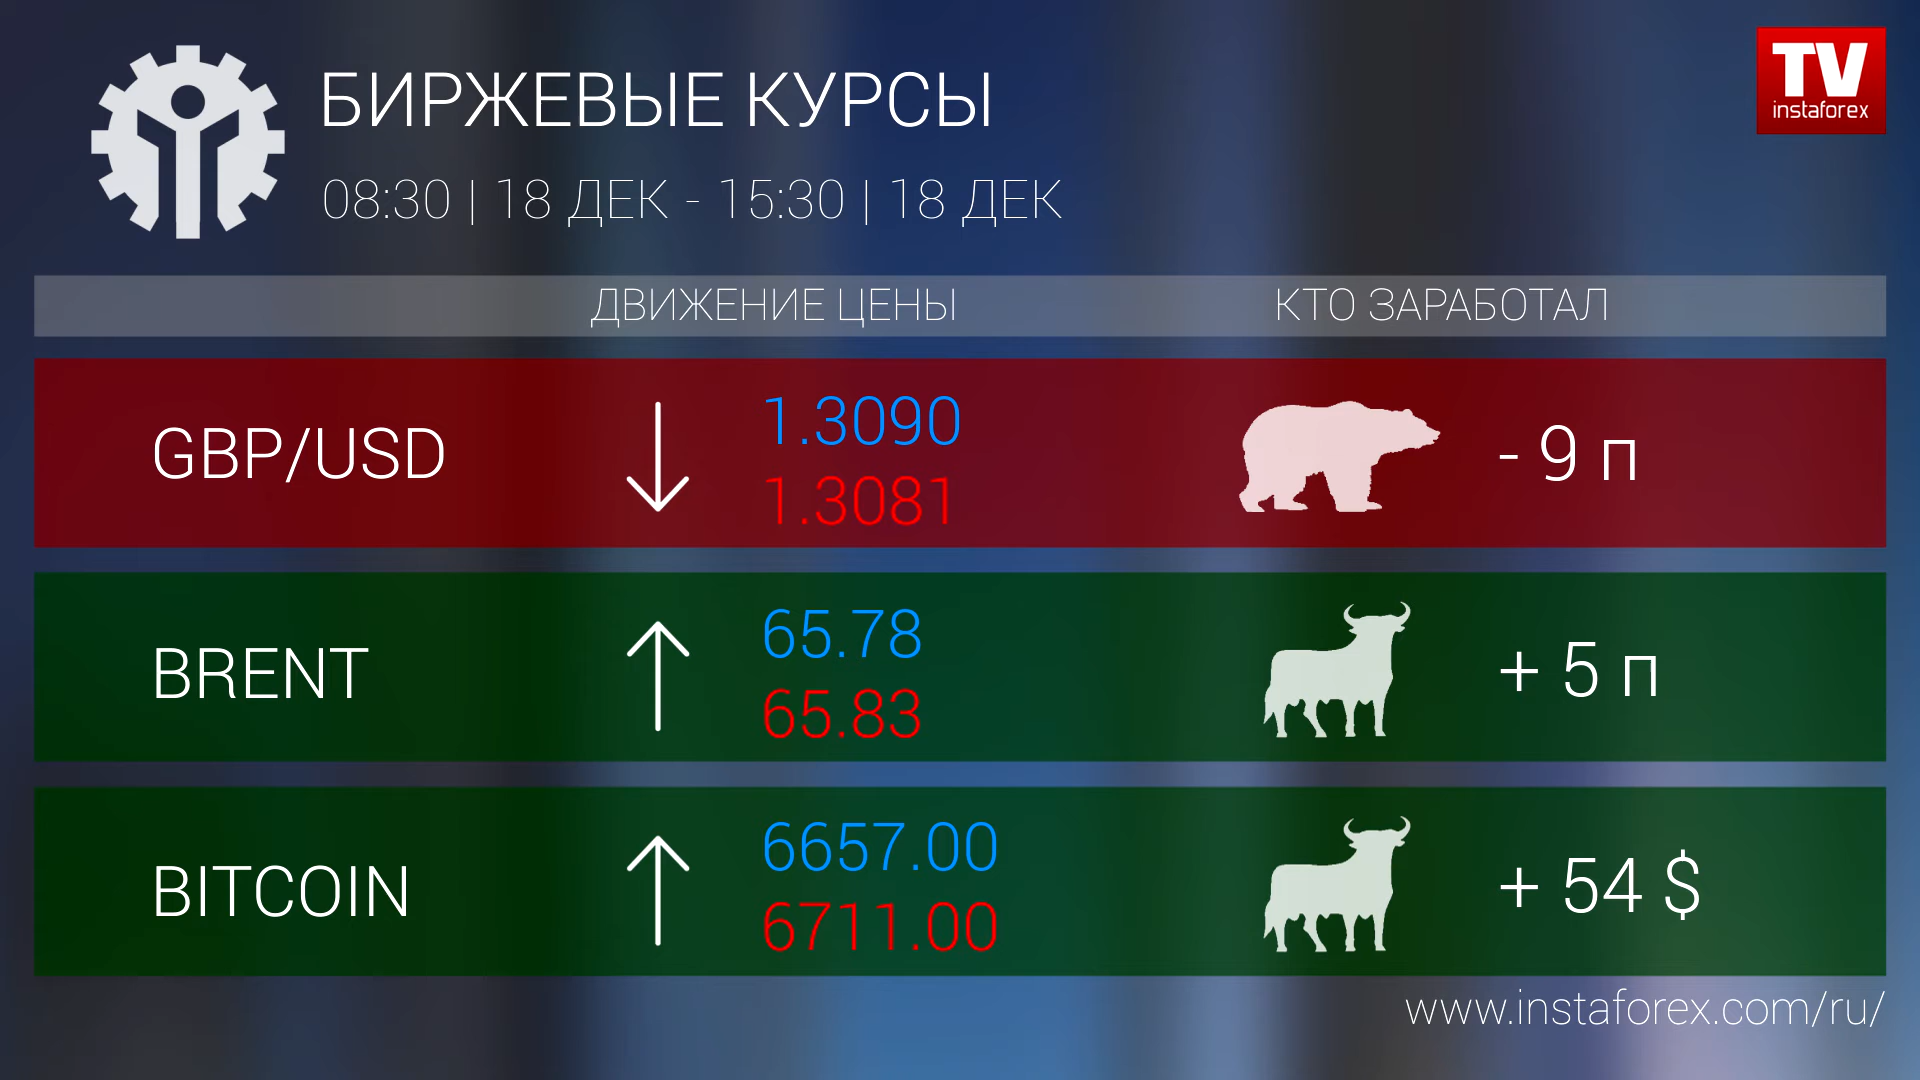 БИРЖЕВЫЕ КУРСЫ
TV
instaforex
08:30 | 18 ДЕК - 15:30 | 18 ДЕК
ДВИЖЕНИЕ ЦЕНЫ КТО ЗАРАБОТАЛ
GBP/USD
1.3090
1.3081
- 9 п
BRENT
65.78
65.83
+ 5 п
BITCOIN
6657.00
6711.00
+ 54 $
www.instaforex.com/ru/